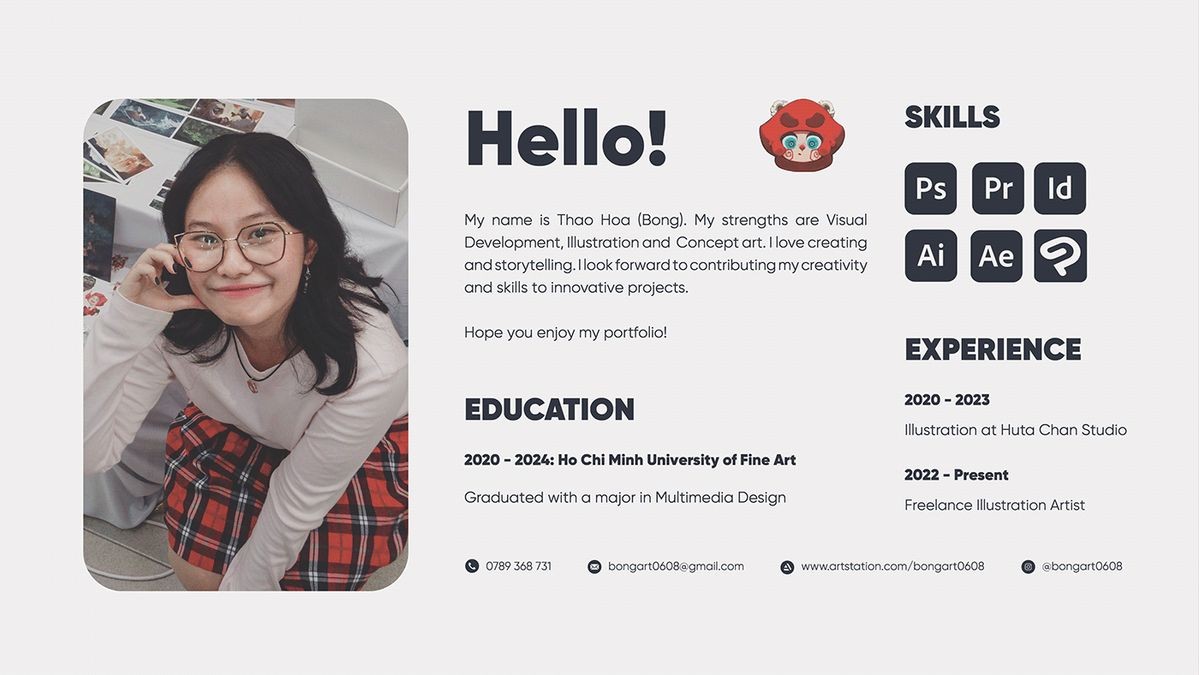 Hello!
My name is Thao Hoa (Bong). My strengths are Visual
Development, Illustration and Concept art. I love creating
and storytelling. I look forward to contributing my creativity
and skills to innovative projects.
Hope you enjoy my portfolio!
EDUCATION
2020 - 2024: Ho Chi Minh University of Fine Art
Graduated with a major in Multimedia Design
SKILLS
Ps Pr Id
Ai Ae
EXPERIENCE
2020 - 2023
Illustration at Huta Chan Studio
2022 - Present
Freelance Illustration Artist
0789 368 731 bongart0608@gmail.com www.artstation.com/bongart0608 @bongart0608